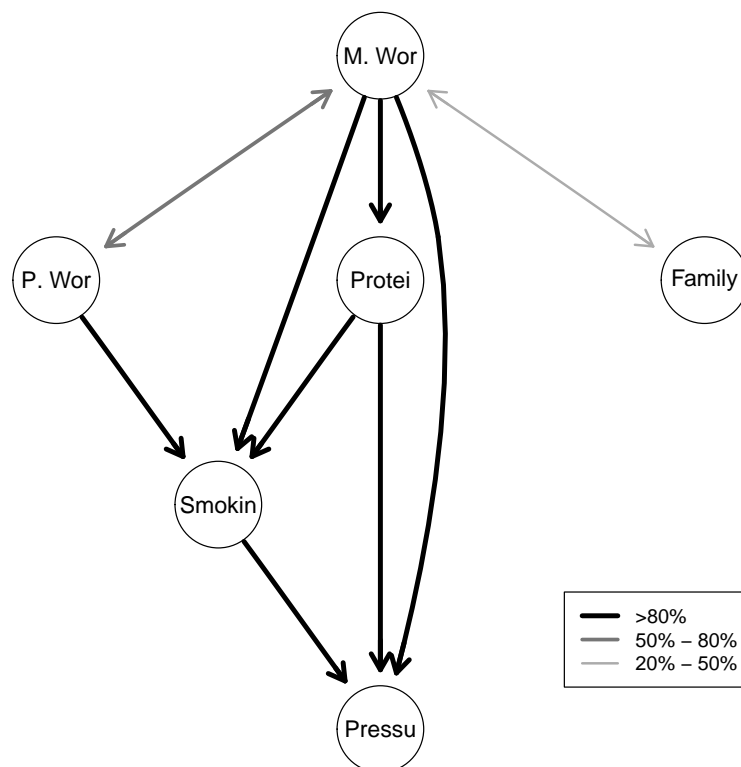 M. Wor
P. Wor
Protei
Family
Smokin
Pressu
>80%
50% − 80%
20% − 50%